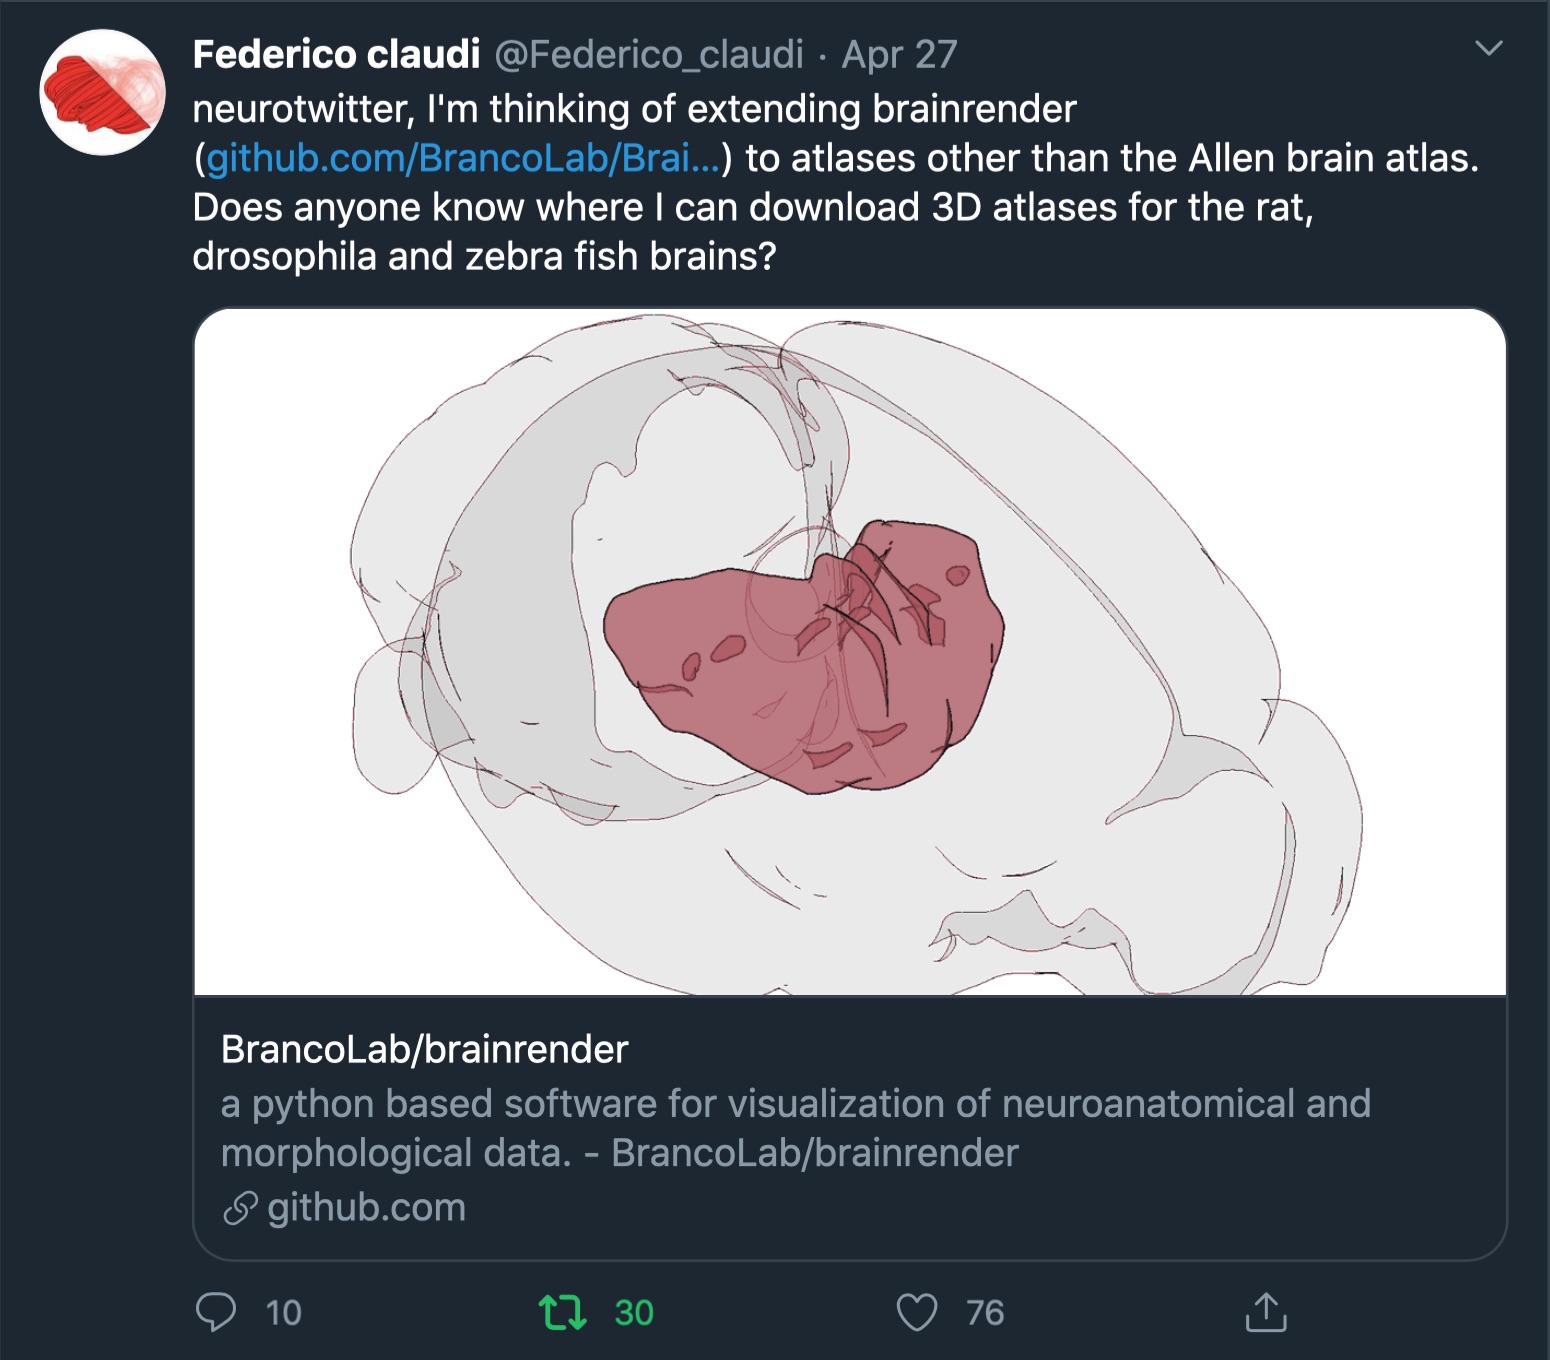 Federico claudi @Federico_claudi · Apr 27
neurotwitter, I'm thinking of extending brainrender
(github.com/BrancoLab/Brai...) to atlases other than the Allen brain atlas.
Does anyone know where I can download 3D atlases for the rat,
drosophila and zebra fish brains?
BrancoLab/brainrender
a python based software for visualization of neuroanatomical and
morphological data. - BrancoLab/brainrender
github.com
10 30 76